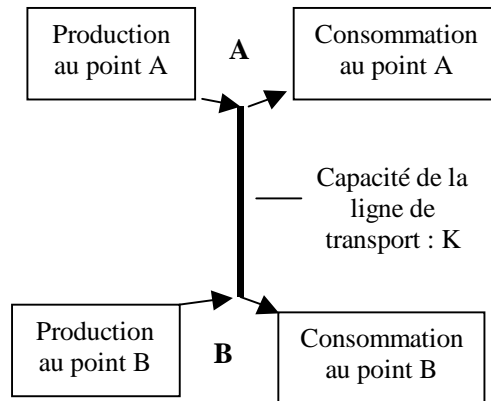 Production
au point A
A
Consommation
au point A
Capacité de la
ligne de
transport : K
Production
au point B
B
Consommation
au point B